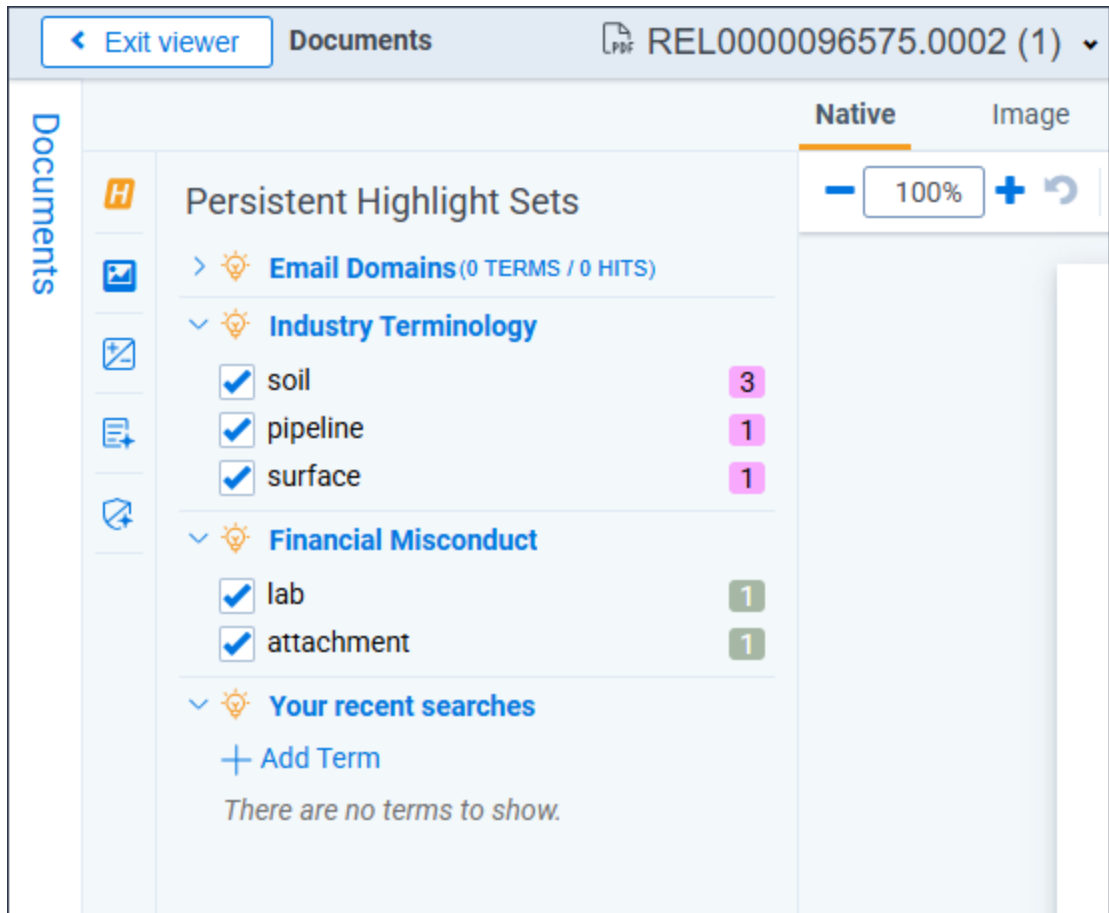 Exit viewer Documents PDF REL0000096575.0002 (1)
Documents
Native Image
H Persistent Highlight Sets
100%
Email Domains (0 TERMS / 0 HITS)
Industry Terminology
soil 3
pipeline 1
surface 1
Financial Misconduct
lab 1
attachment 1
Your recent searches
Add Term
There are no terms to show.